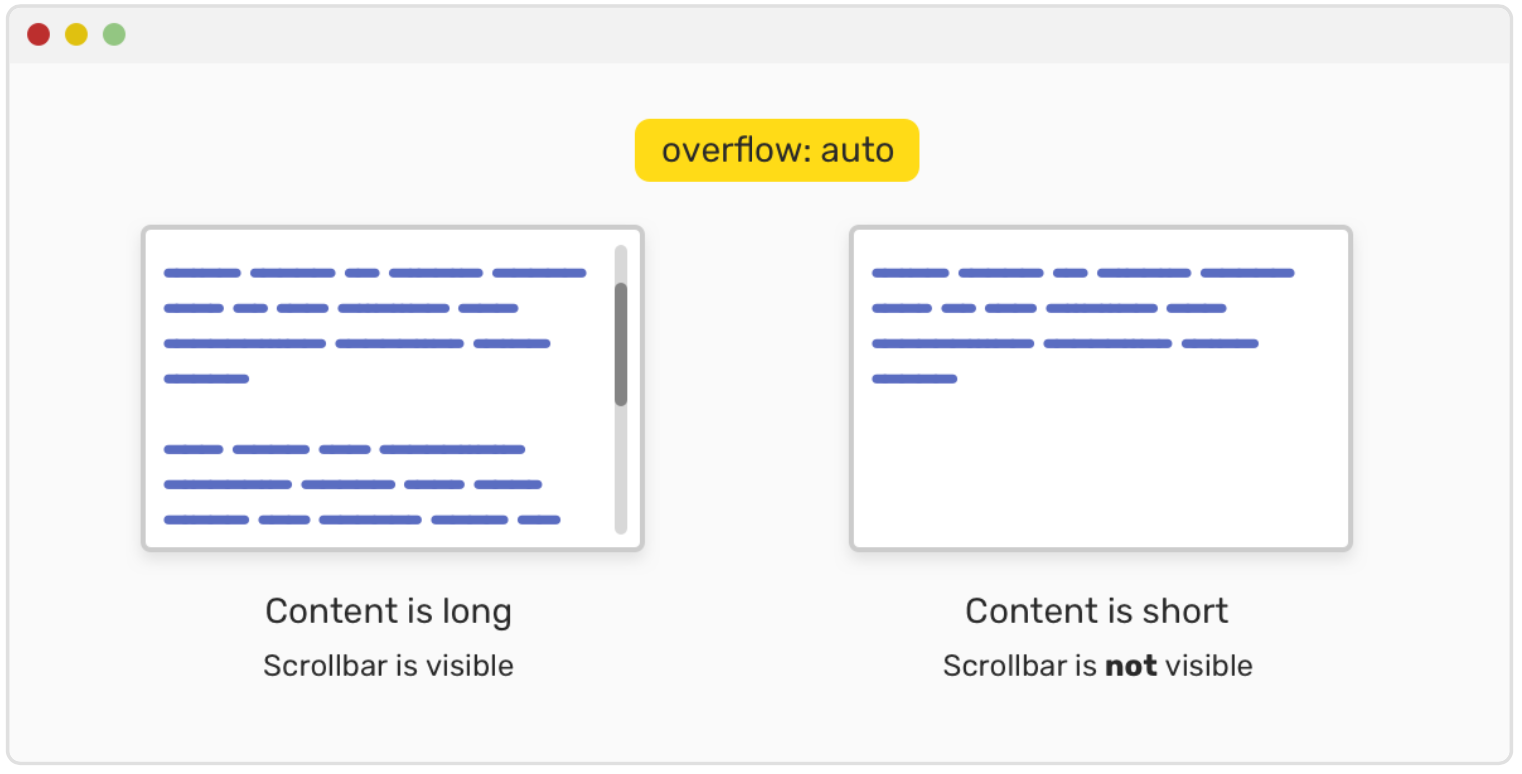 overflow: auto
Content is long
Scrollbar is visible
Content is short
Scrollbar is not visible